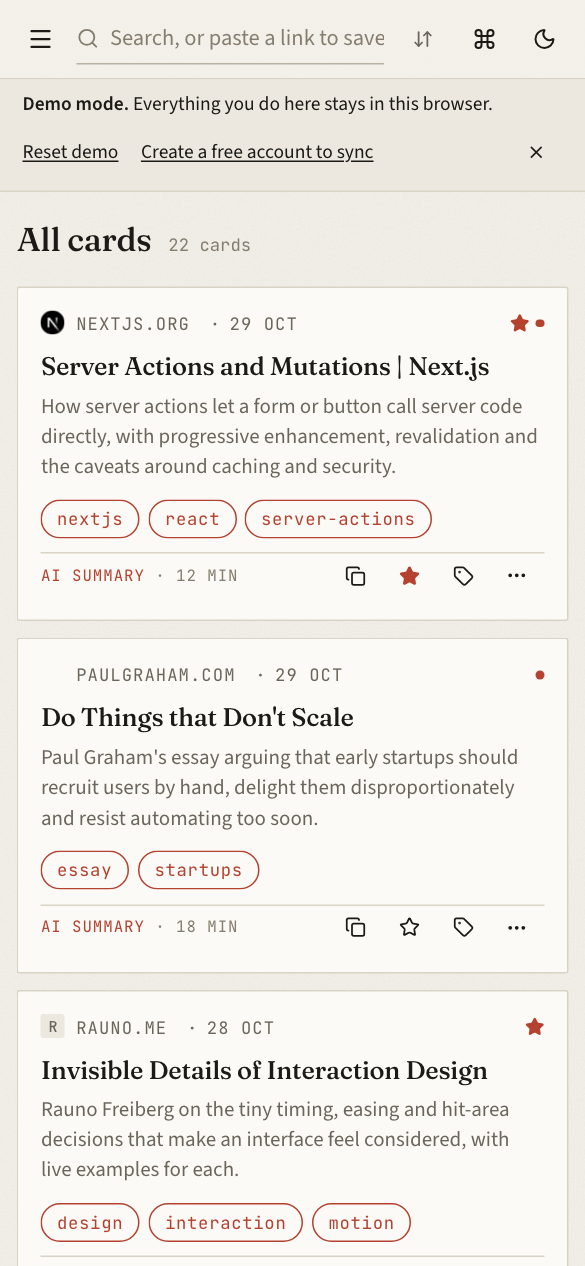 Search, or paste a link to save
Demo mode. Everything you do here stays in this browser.
Reset demo Create a free account to sync
All cards 22 cards
N NEXTJS.ORG · 29 OCT
Server Actions and Mutations | Next.js
How server actions let a form or button call server code
directly, with progressive enhancement, revalidation and
the caveats around caching and security.
nextjs react server-actions
AI SUMMARY · 12 MIN
PAULGRAHAM.COM · 29 OCT
Do Things that Don't Scale
Paul Graham's essay arguing that early startups should
recruit users by hand, delight them disproportionately
and resist automating too soon.
essay startups
AI SUMMARY · 18 MIN
R RAUNO.ME · 28 OCT
Invisible Details of Interaction Design
Rauno Freiberg on the tiny timing, easing and hit-area
decisions that make an interface feel considered, with
live examples for each.
design interaction motion